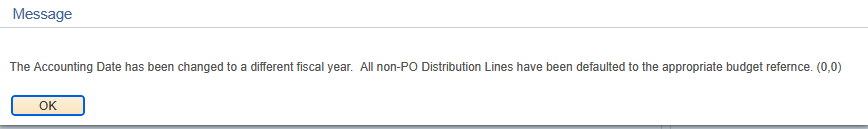 Message
The Accounting Date has been changed to a different fiscal year.  All non-PO Distribution Lines have been defaulted to the appropriate budget refernce. (0,0)
OK